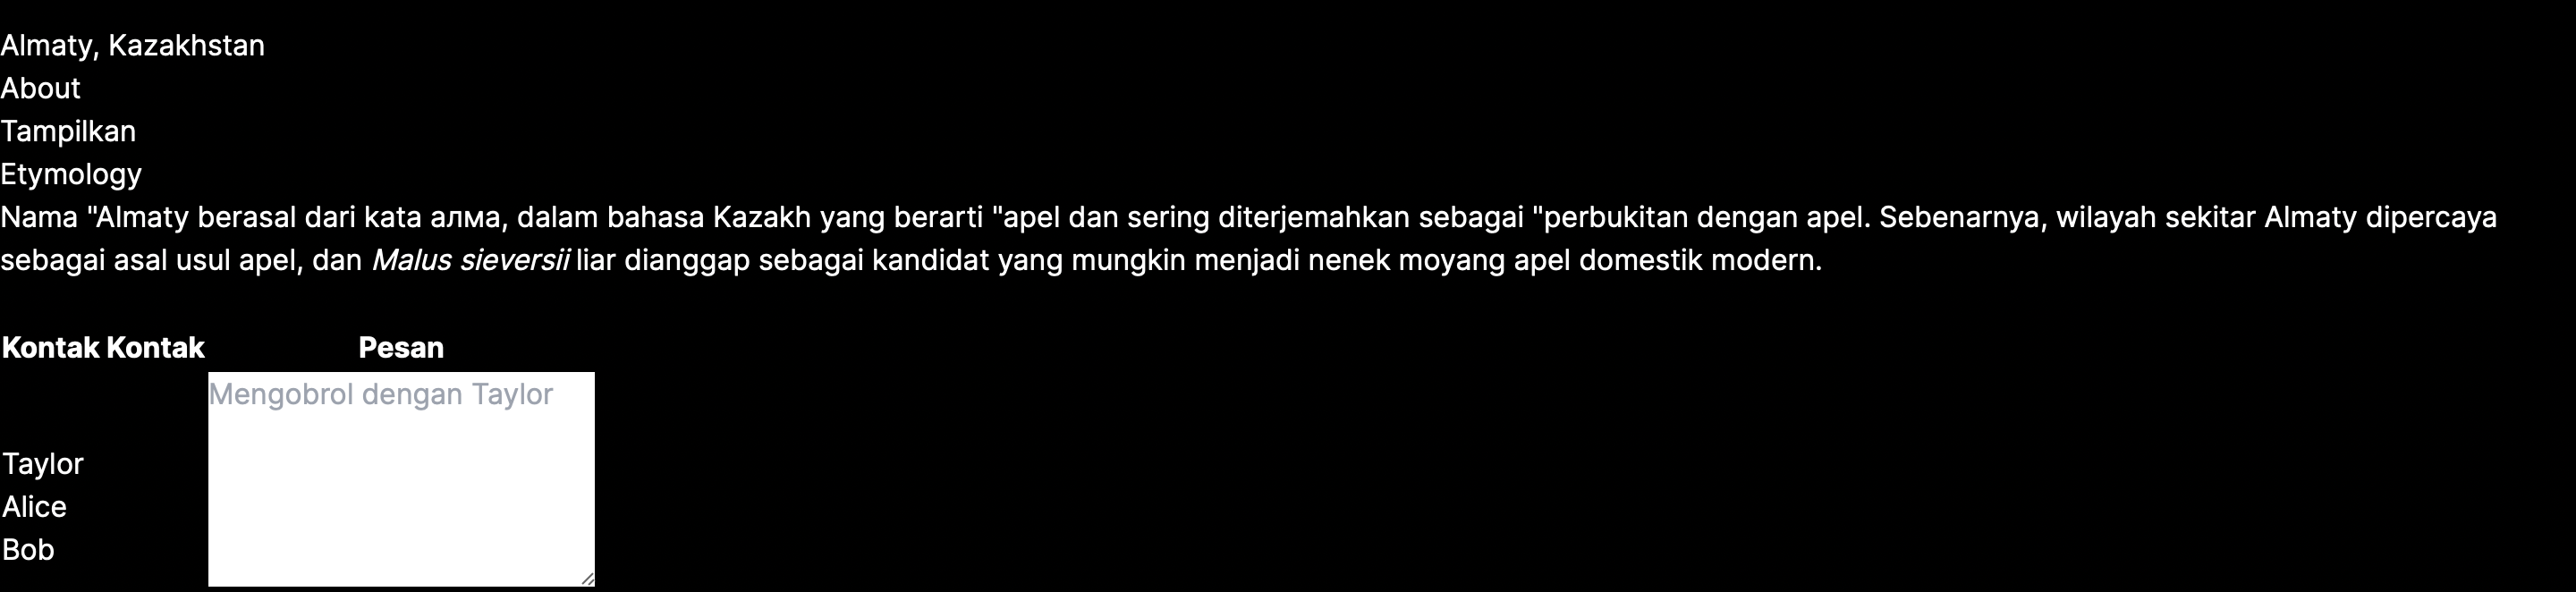 Almaty, Kazakhstan
About
Tampilkan
Etymology
Nama "Almaty berasal dari kata алма, dalam bahasa Kazakh yang berarti "apel dan sering diterjemahkan sebagai "perbukitan dengan apel. Sebenarnya, wilayah sekitar Almaty dipercaya
sebagai asal usul apel, dan Malus sieversii liar dianggap sebagai kandidat yang mungkin menjadi nenek moyang apel domestik modern.
Kontak Kontak Pesan
Mengobrol dengan Taylor
Taylor
Alice
Bob